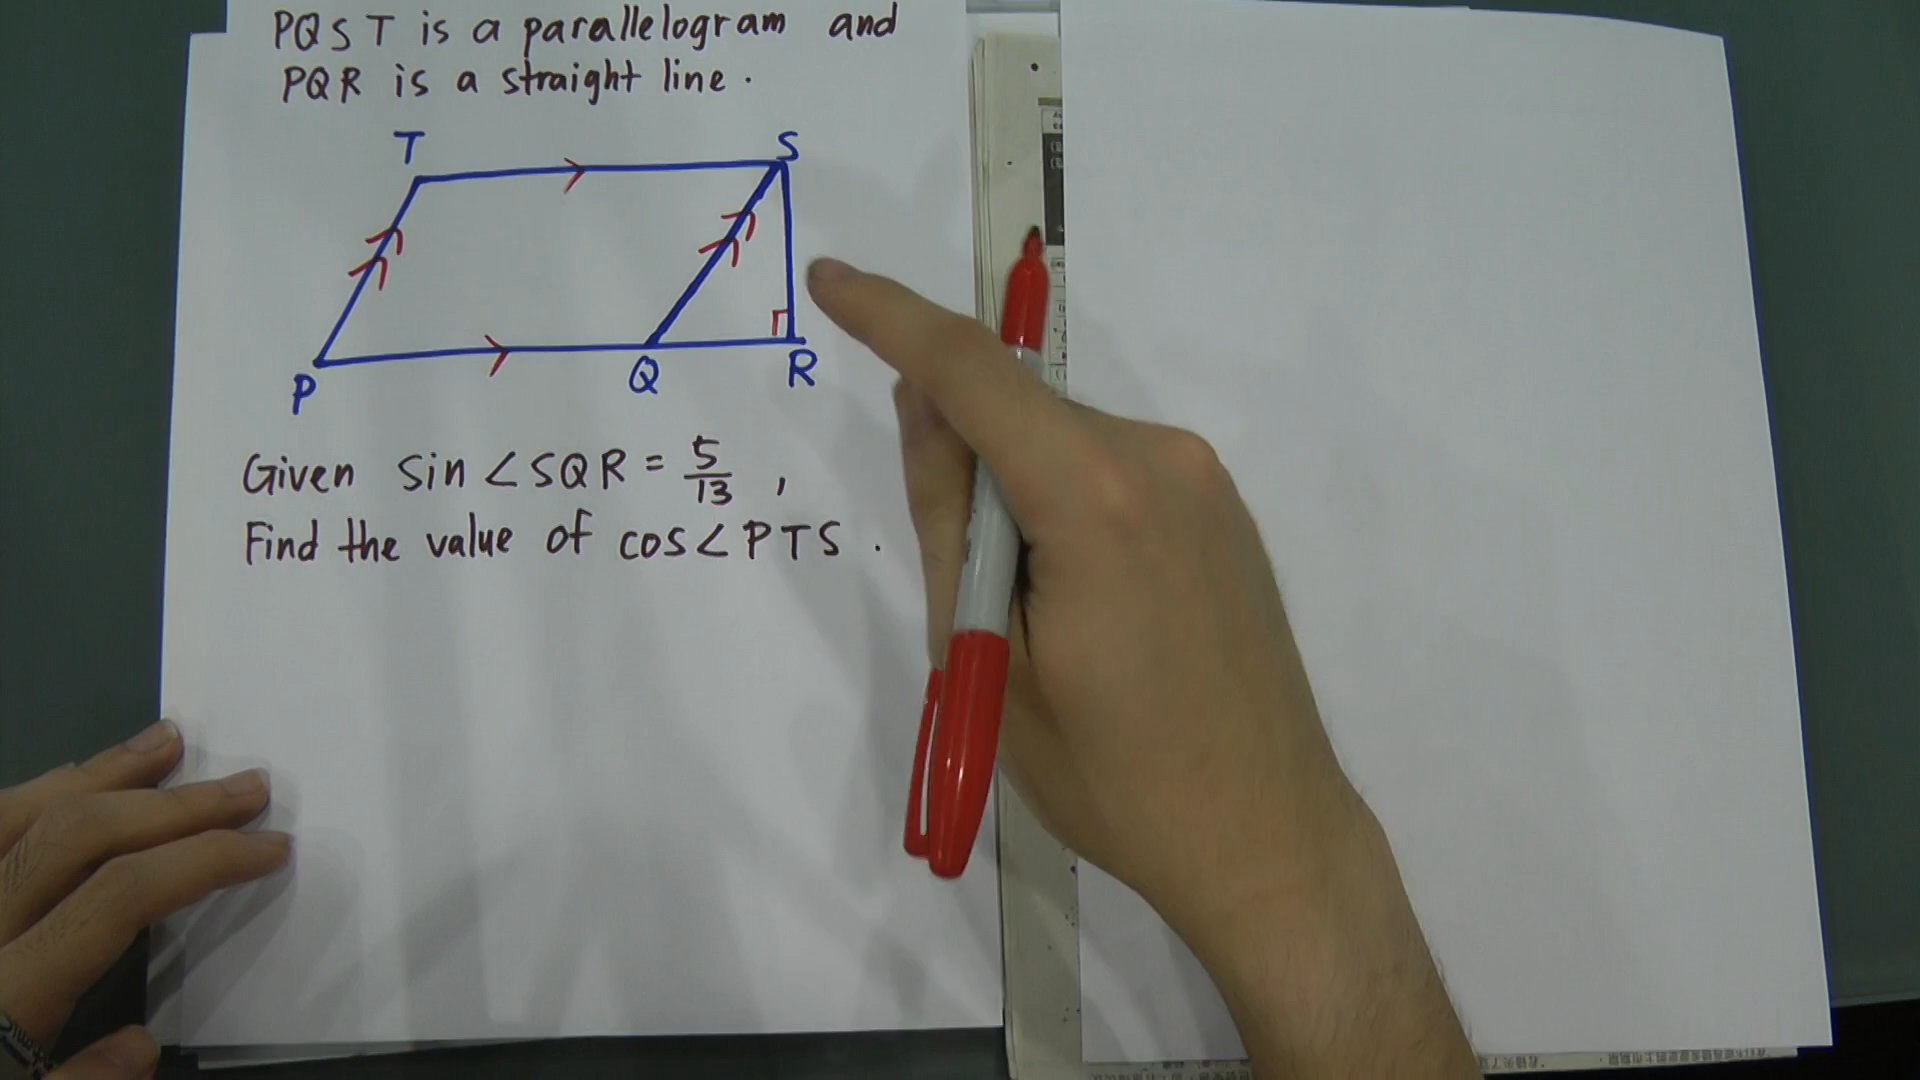 PQST is a parallelogram and
PQR is a straight line.
T
S
P
Q
R
Given sin∠SQR = 5/13,
Find the value of cos∠PTS.